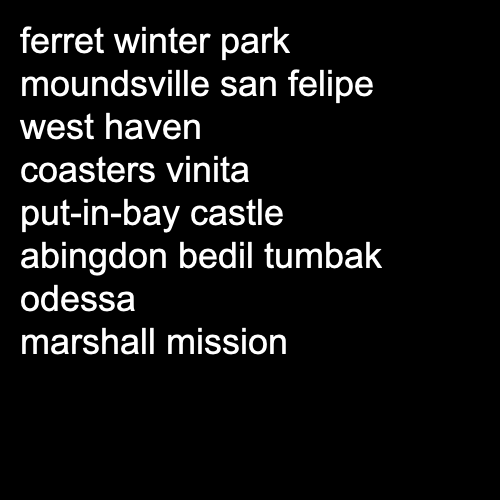 ferret winter park
moundsville san felipe
west haven
coasters vinita
put-in-bay castle
abingdon bedil tumbak
odessa
marshall mission